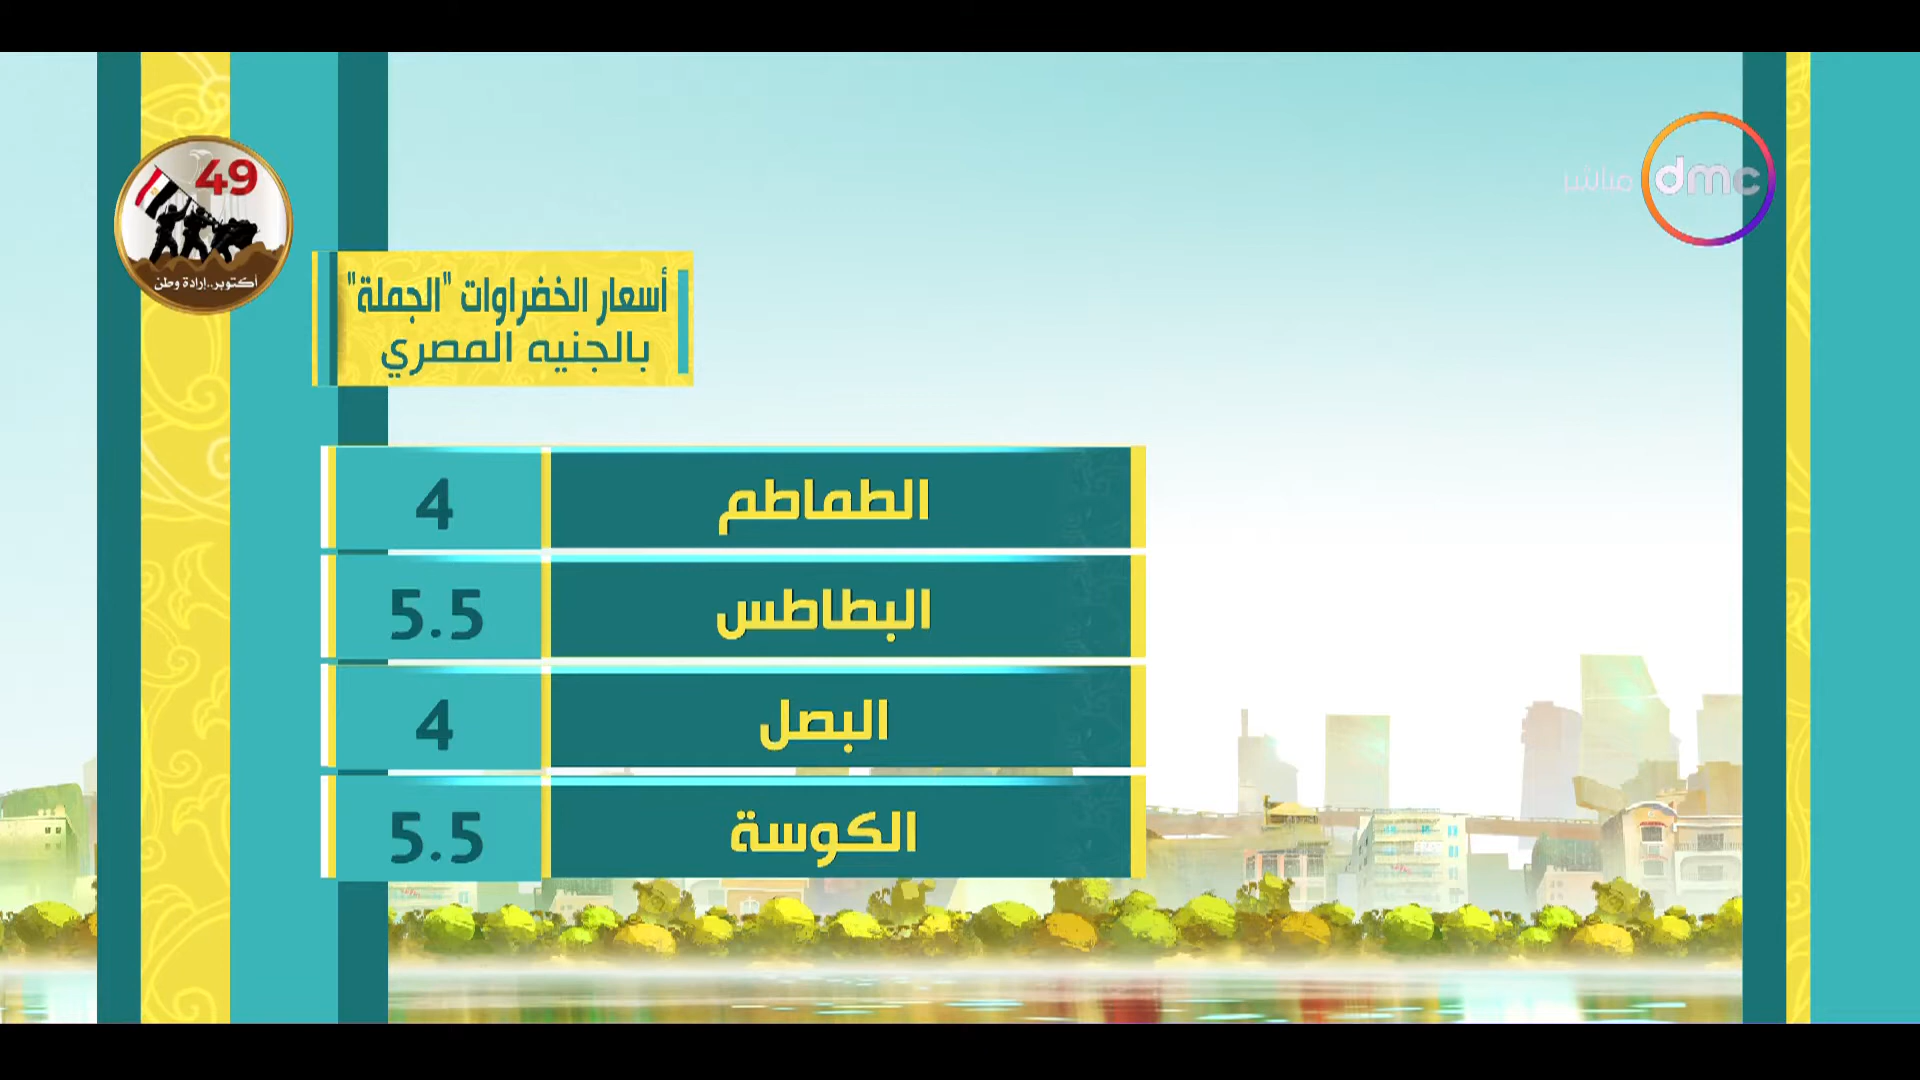 49
أكتوبر..إرادة وطن
dmc مباشر
أسعار الخضراوات "الجملة"
بالجنيه المصري
الطماطم 4
البطاطس 5.5
البصل 4
الكوسة 5.5